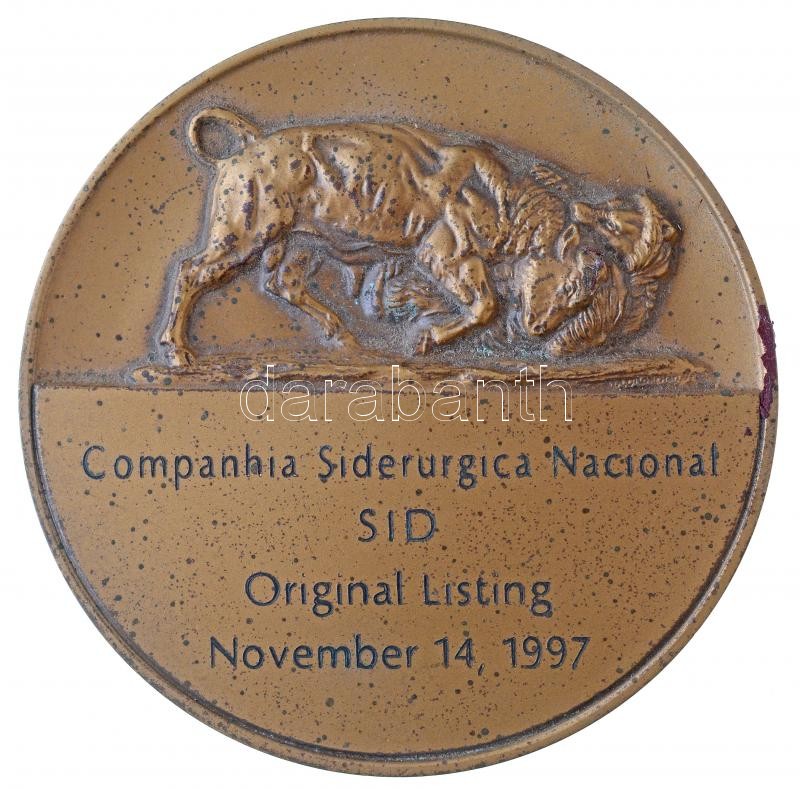 darabanth
Companhia Siderurgica Nacional
SID
Original Listing
November 14, 1997